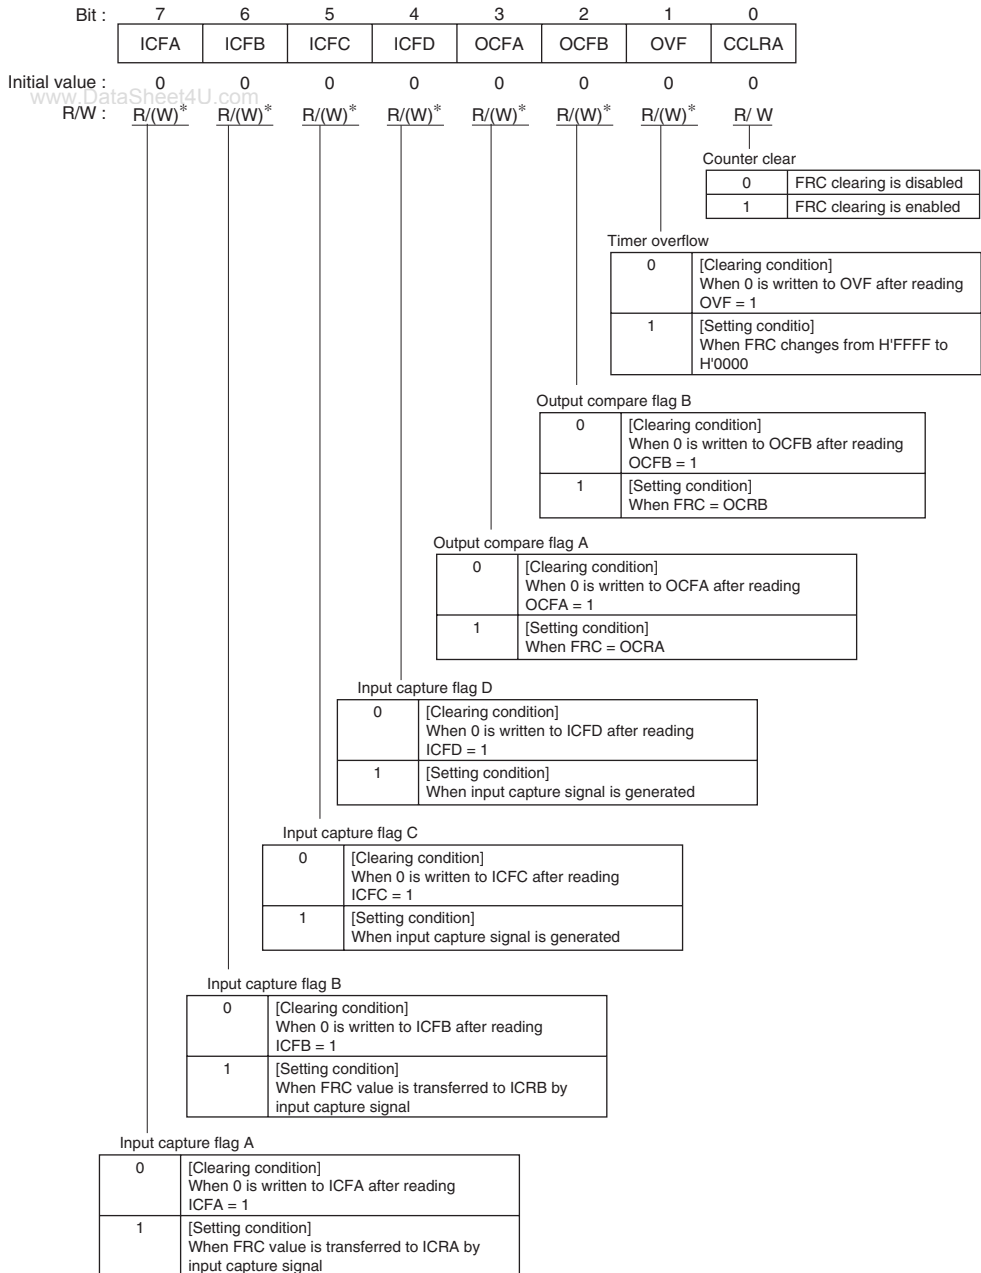 Bit : 7 6 5 4 3 2 1 0
ICFA ICFB ICFC ICFD OCFA OCFB OVF CCLRA
Initial value : 0 0 0 0 0 0 0 0
www.DataSheet4U.com
R/W : R/(W)* R/(W)* R/(W)* R/(W)* R/(W)* R/(W)* R/(W)* R/ W
Counter clear
0 FRC clearing is disabled
1 FRC clearing is enabled
Timer overflow
0 [Clearing condition]
When 0 is written to OVF after reading
OVF = 1
1 [Setting conditio]
When FRC changes from H'FFFF to
H'0000
Output compare flag B
0 [Clearing condition]
When 0 is written to OCFB after reading
OCFB = 1
1 [Setting condition]
When FRC = OCRB
Output compare flag A
0 [Clearing condition]
When 0 is written to OCFA after reading
OCFA = 1
1 [Setting condition]
When FRC = OCRA
Input capture flag D
0 [Clearing condition]
When 0 is written to ICFD after reading
ICFD = 1
1 [Setting condition]
When input capture signal is generated
Input capture flag C
0 [Clearing condition]
When 0 is written to ICFC after reading
ICFC = 1
1 [Setting condition]
When input capture signal is generated
Input capture flag B
0 [Clearing condition]
When 0 is written to ICFB after reading
ICFB = 1
1 [Setting condition]
When FRC value is transferred to ICRB by
input capture signal
Input capture flag A
0 [Clearing condition]
When 0 is written to ICFA after reading
ICFA = 1
1 [Setting condition]
When FRC value is transferred to ICRA by
input capture signal